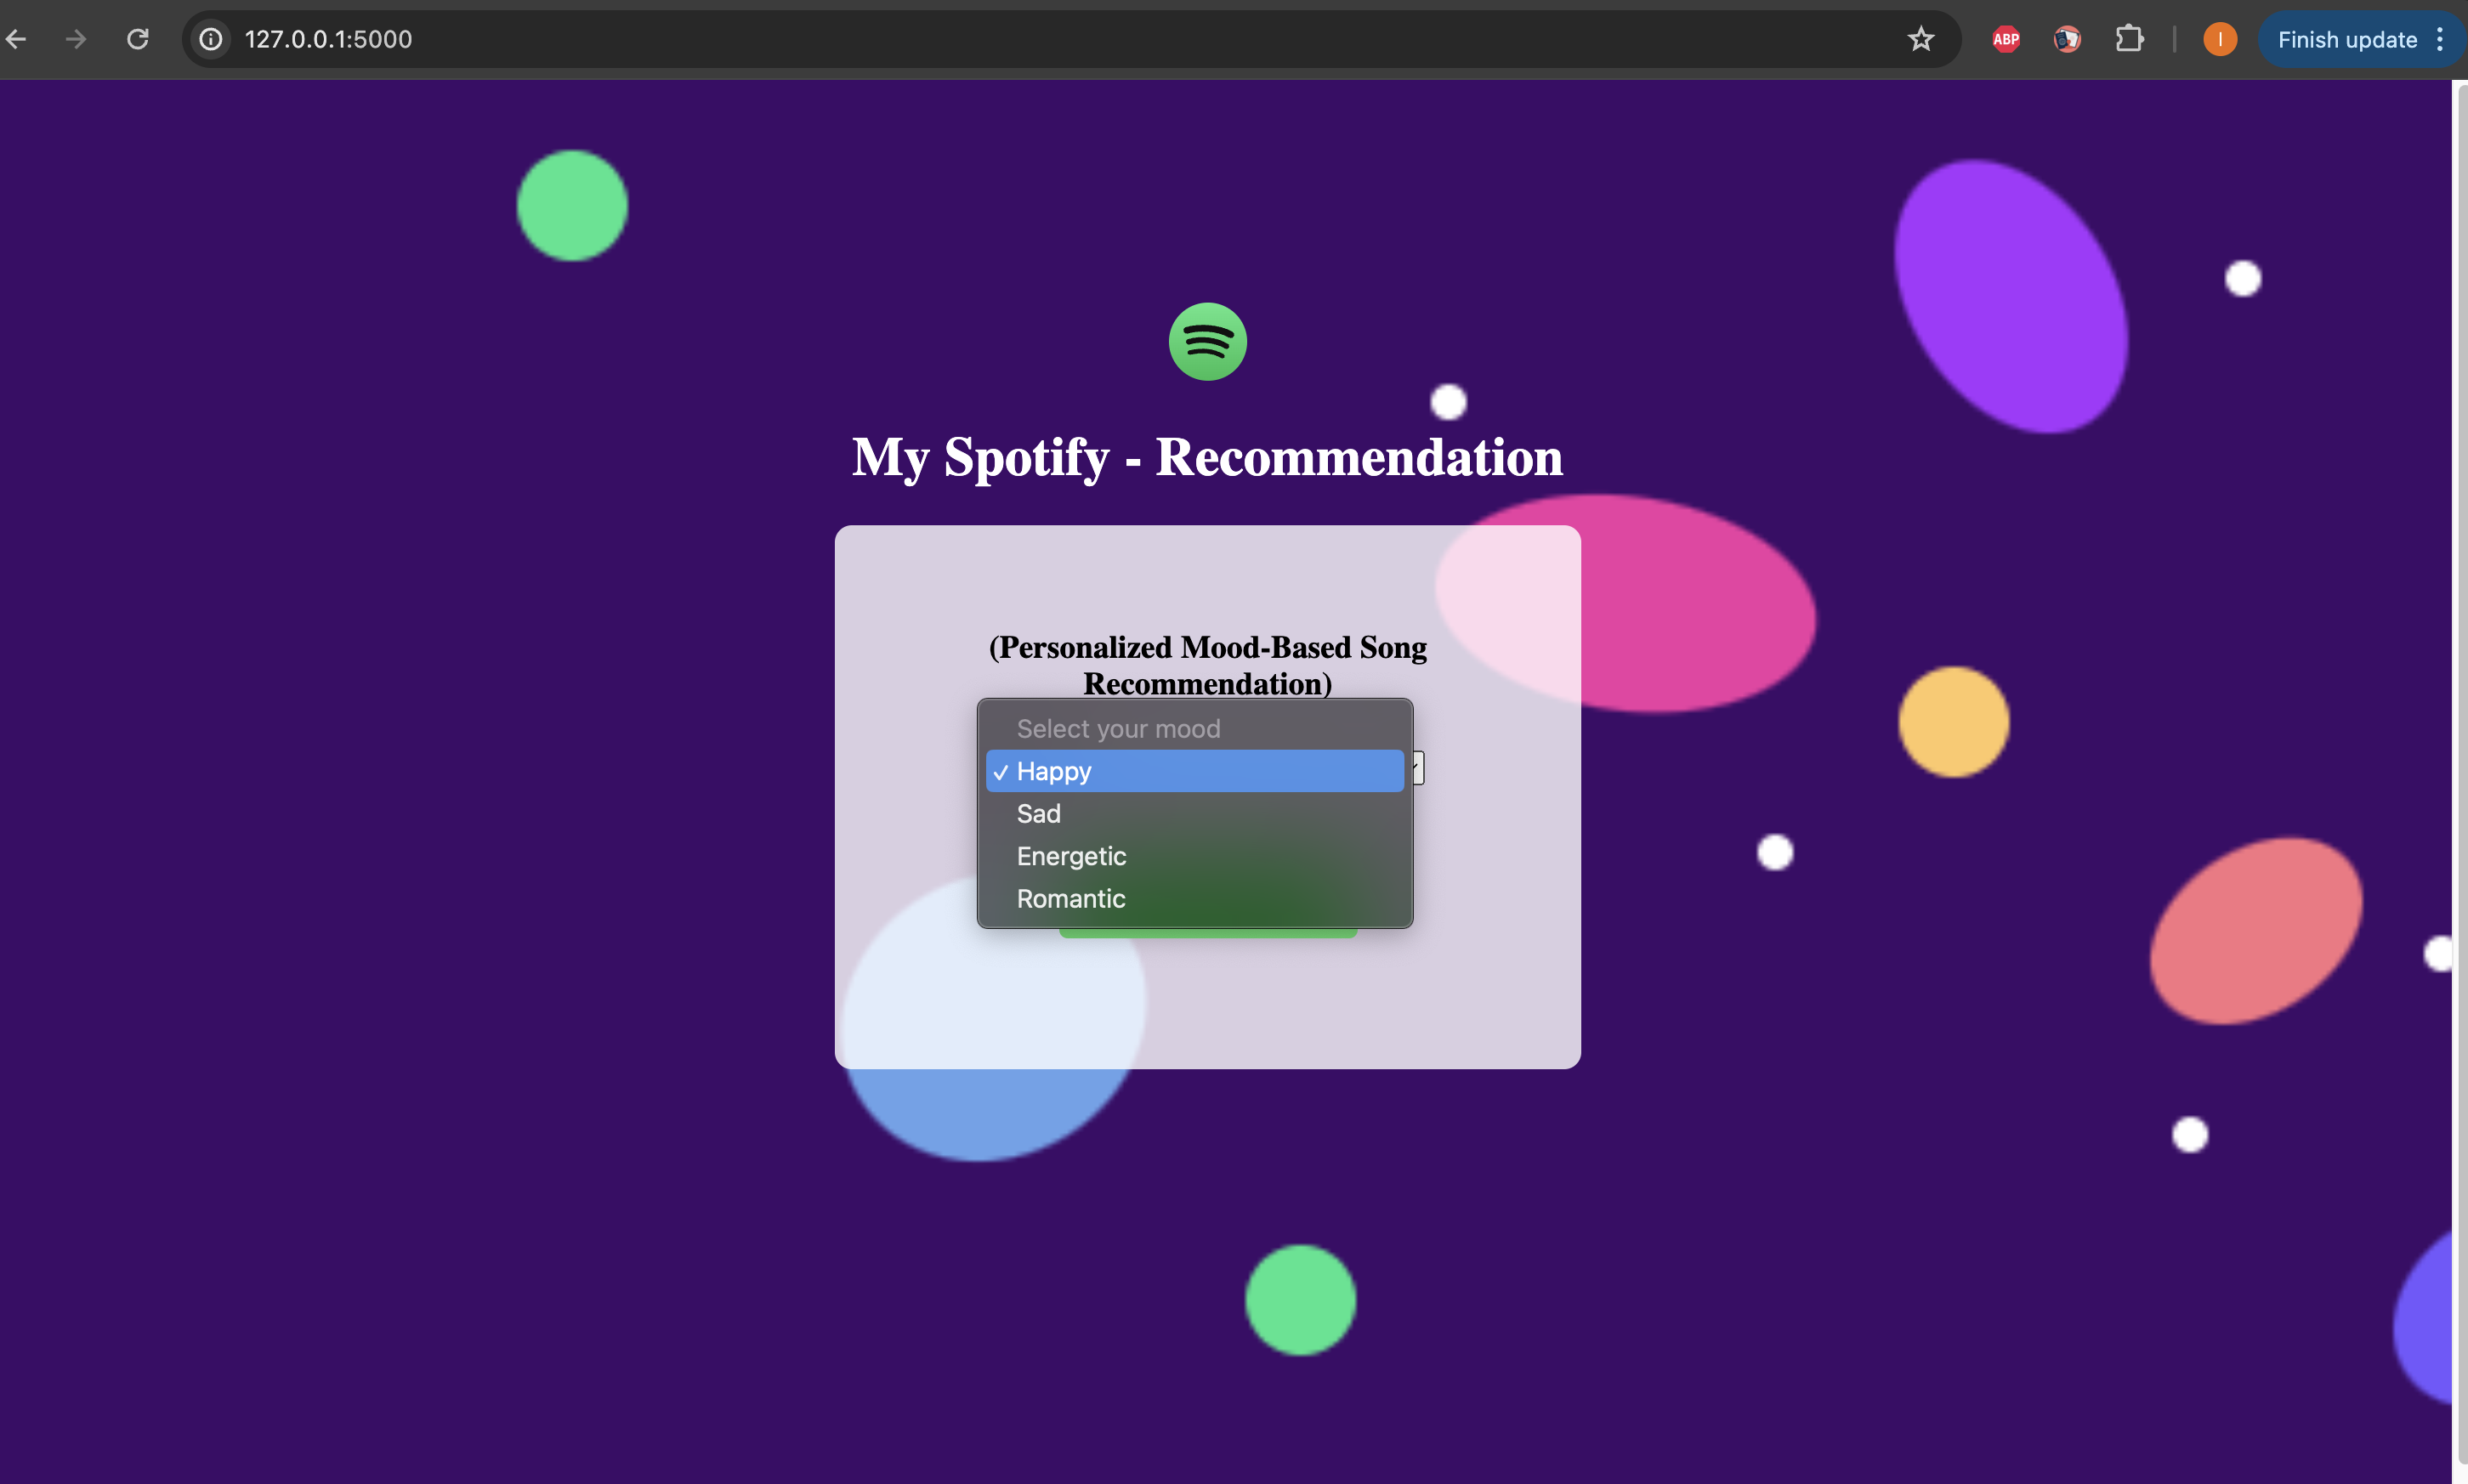 127.0.0.1:5000
ABP
I
Finish update
My Spotify - Recommendation
(Personalized Mood-Based Song
Recommendation)
Select your mood
✓ Happy
Sad
Energetic
Romantic